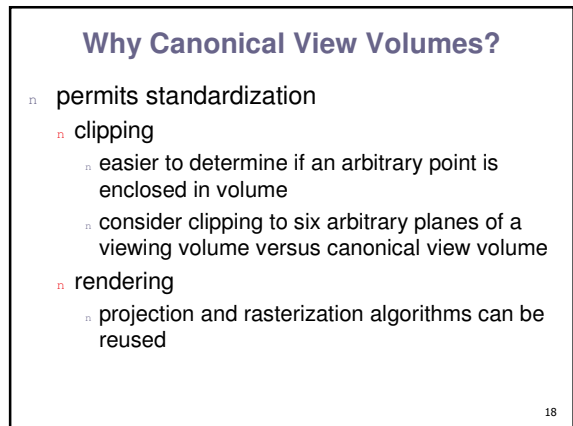 Why Canonical View Volumes?
n permits standardization
n clipping
n easier to determine if an arbitrary point is
enclosed in volume
n consider clipping to six arbitrary planes of a
viewing volume versus canonical view volume
n rendering
n projection and rasterization algorithms can be
reused
18